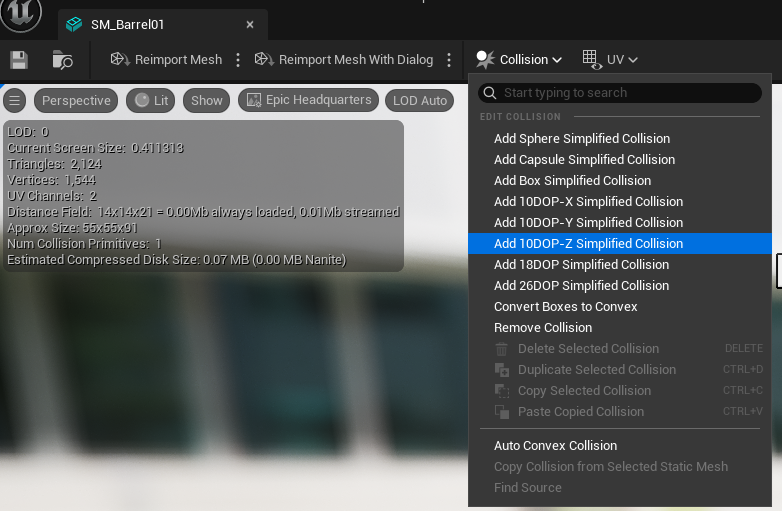 SM_Barrel01
Reimport Mesh
Reimport Mesh With Dialog
Collision
UV
Perspective
Lit
Show
Epic Headquarters
LOD Auto
LOD: 0
Current Screen Size: 0.411313
Triangles: 2,124
Vertices: 1,544
UV Channels: 2
Distance Field: 14x14x21 = 0.00Mb always loaded, 0.01Mb streamed
Approx Size: 55x55x91
Num Collision Primitives: 1
Estimated Compressed Disk Size: 0.07 MB (0.00 MB Nanite)
Start typing to search
EDIT COLLISION
Add Sphere Simplified Collision
Add Capsule Simplified Collision
Add Box Simplified Collision
Add 10DOP-X Simplified Collision
Add 10DOP-Y Simplified Collision
Add 10DOP-Z Simplified Collision
Add 18DOP Simplified Collision
Add 26DOP Simplified Collision
Convert Boxes to Convex
Remove Collision
Delete Selected Collision DELETE
Duplicate Selected Collision CTRL+D
Copy Selected Collision CTRL+C
Paste Copied Collision CTRL+V
Auto Convex Collision
Copy Collision from Selected Static Mesh
Find Source